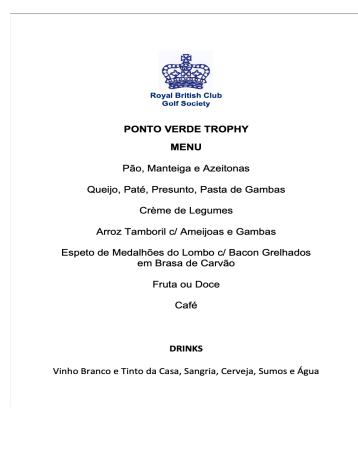 Royal British Club
Golf Society
PONTO VERDE TROPHY
MENU
Pão, Manteiga e Azeitonas
Queijo, Paté, Presunto, Pasta de Gambas
Crème de Legumes
Arroz Tamboril c/ Ameijoas e Gambas
Espeto de Medalhões do Lombo c/ Bacon Grelhados
em Brasa de Carvão
Fruta ou Doce
Café
DRINKS
Vinho Branco e Tinto da Casa, Sangria, Cerveja, Sumos e Água